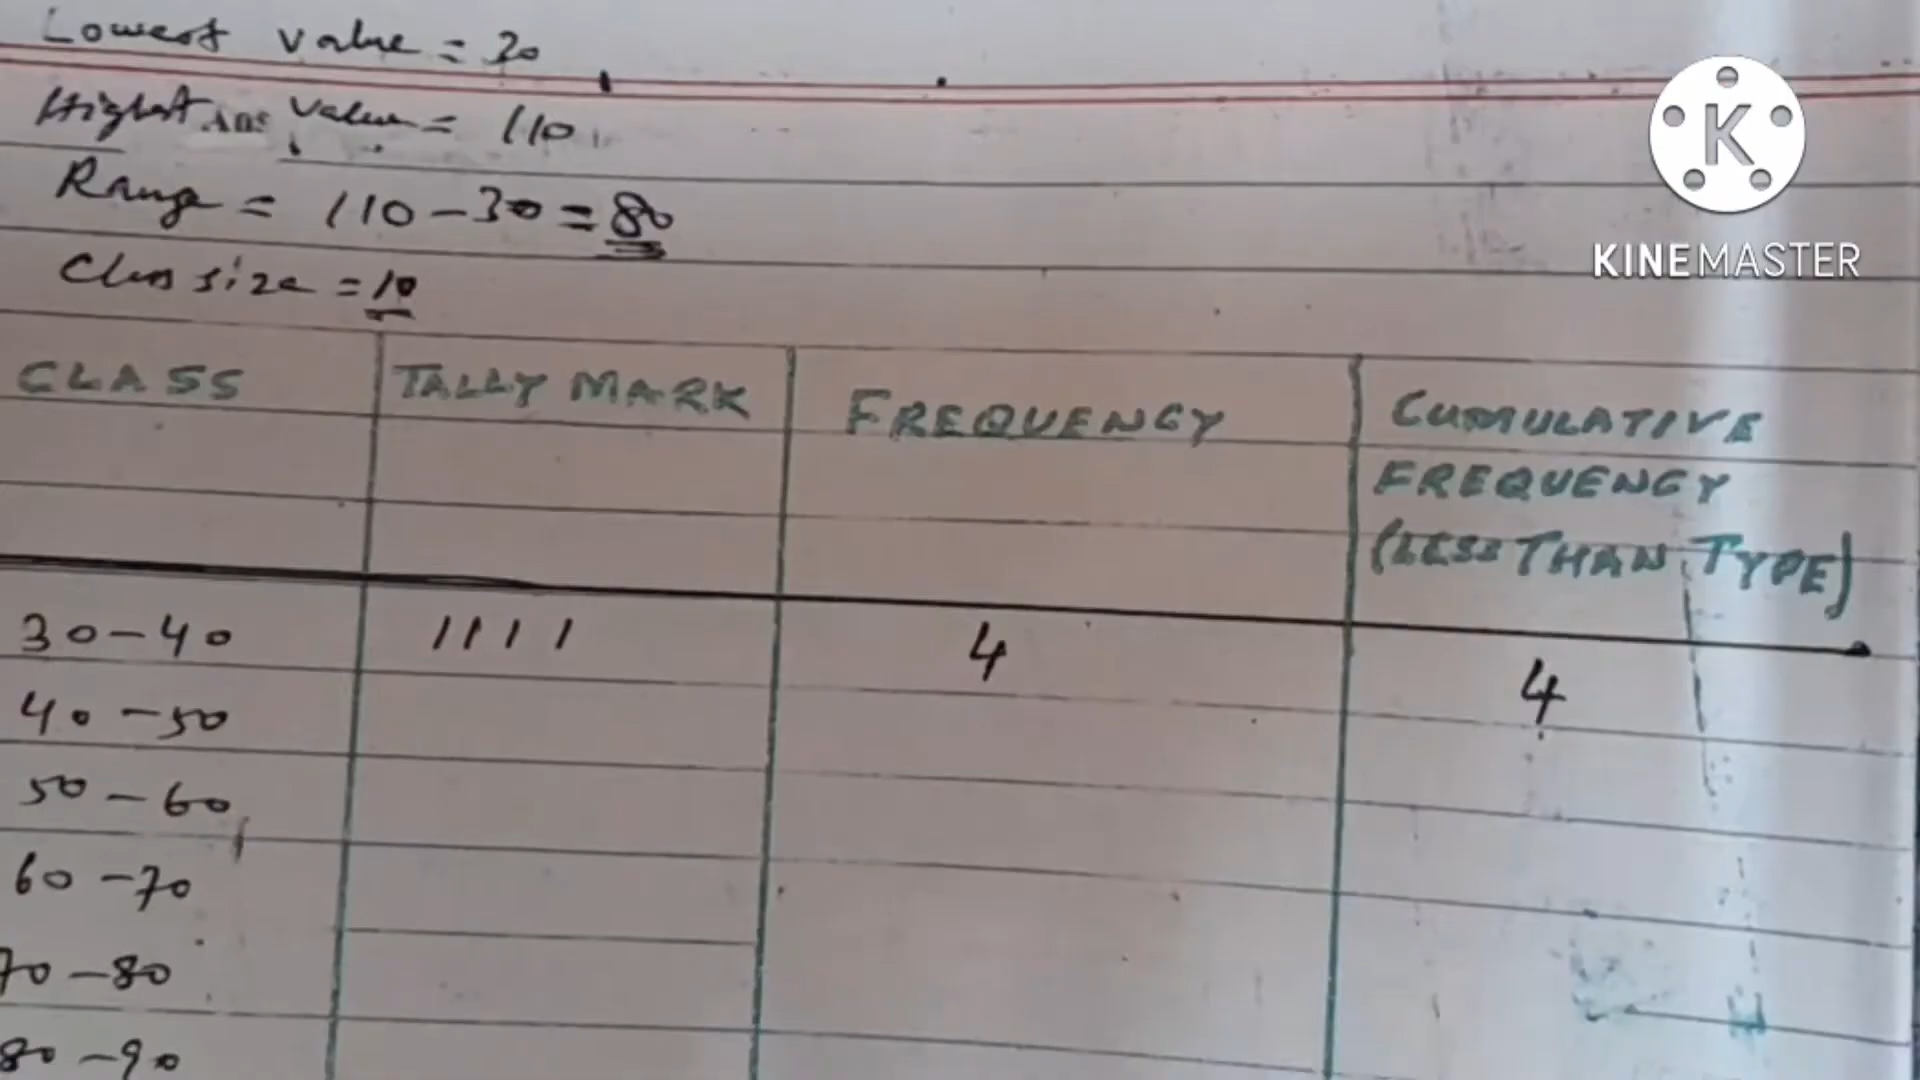 Lowest value = 30
Highest value = 110
Range = 110 - 30 = 80
Class size = 10
K
KINEMASTER
CLASS TALLY MARK FREQUENCY CUMULATIVE
FREQUENCY
(LESS THAN TYPE)
30-40 |||| 4 4
40-50
50-60
60-70
70-80
80-90